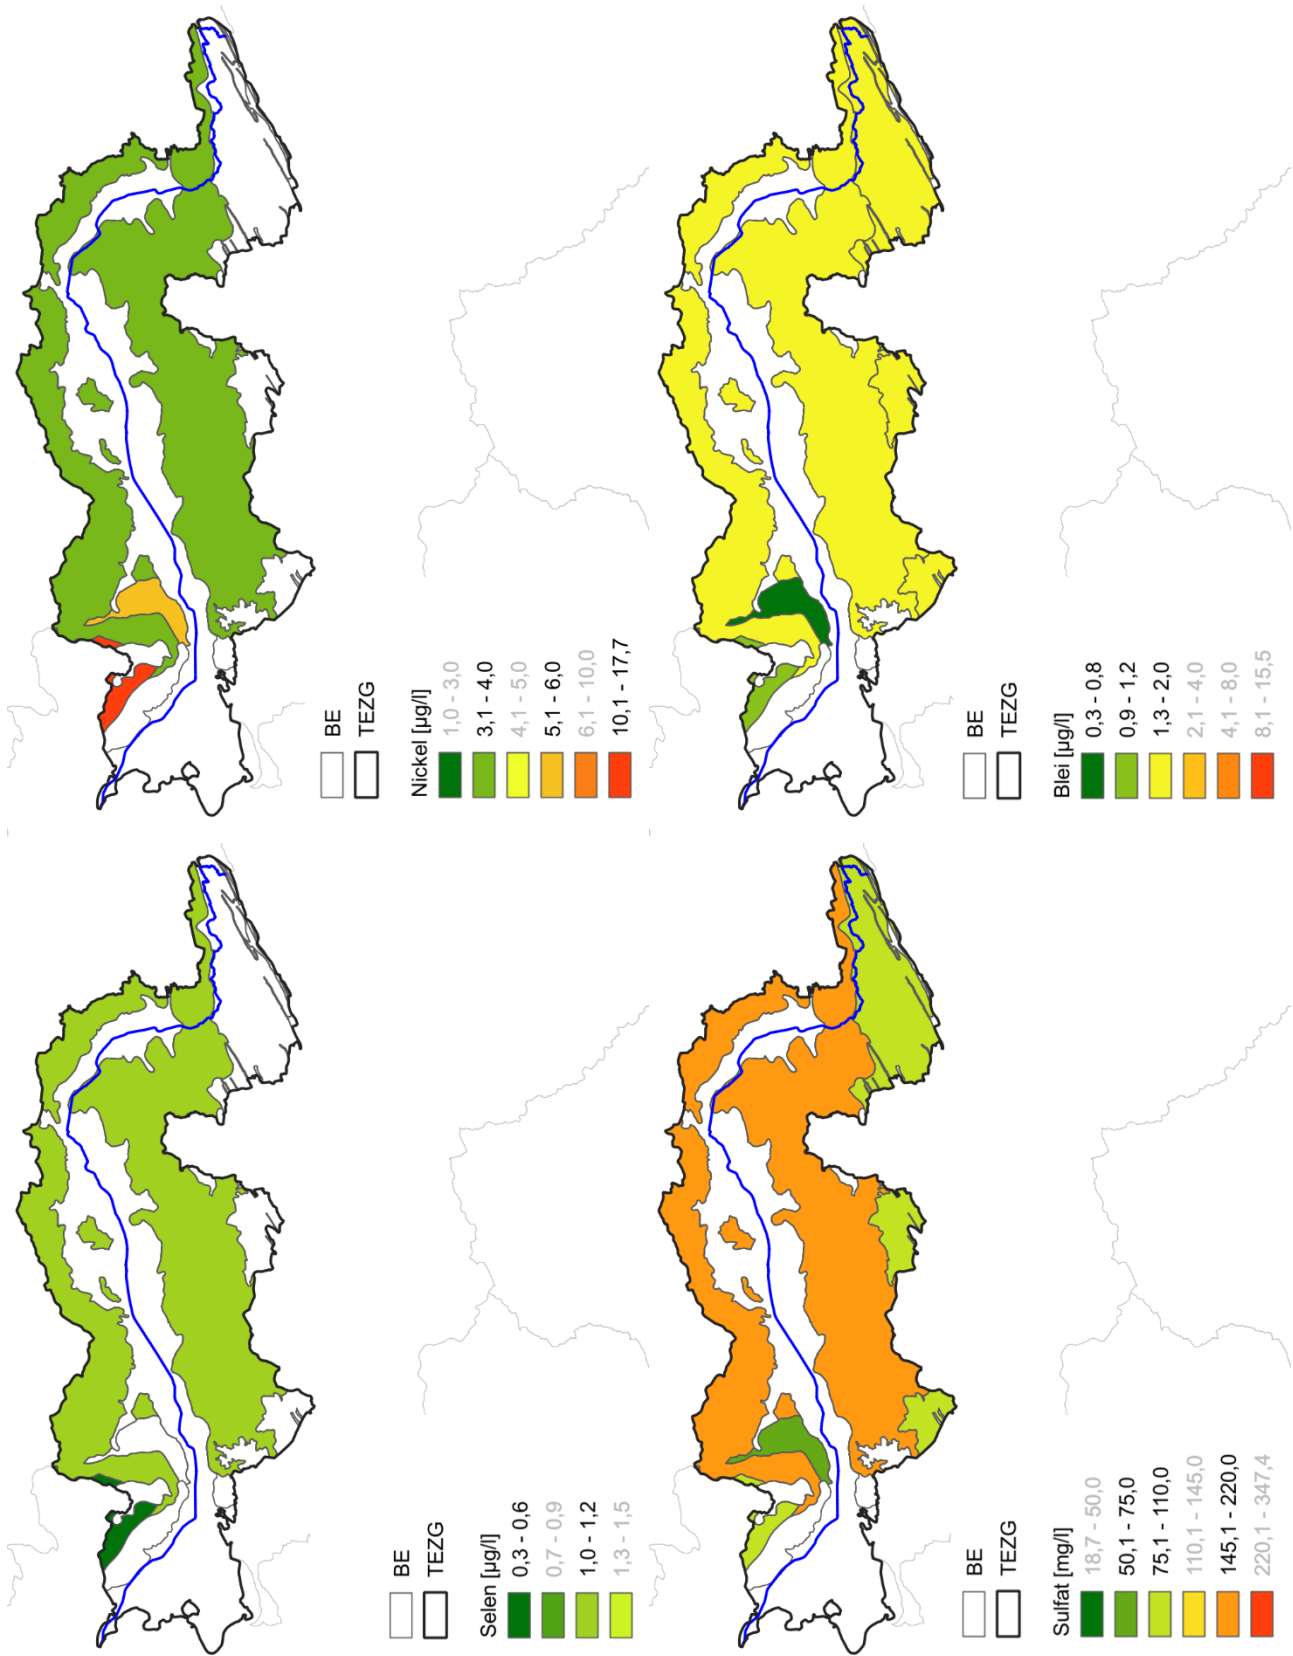 BE
TEZG
Selen [µg/l]
0,3 - 0,6
0,7 - 0,9
1,0 - 1,2
1,3 - 1,5
BE
TEZG
Sulfat [mg/l]
18,7 - 50,0
50,1 - 75,0
75,1 - 110,0
110,1 - 145,0
145,1 - 220,0
220,1 - 347,4
BE
TEZG
Nickel [µg/l]
1,0 - 3,0
3,1 - 4,0
4,1 - 5,0
5,1 - 6,0
6,1 - 10,0
10,1 - 17,7
BE
TEZG
Blei [µg/l]
0,3 - 0,8
0,9 - 1,2
1,3 - 2,0
2,1 - 4,0
4,1 - 8,0
8,1 - 15,5